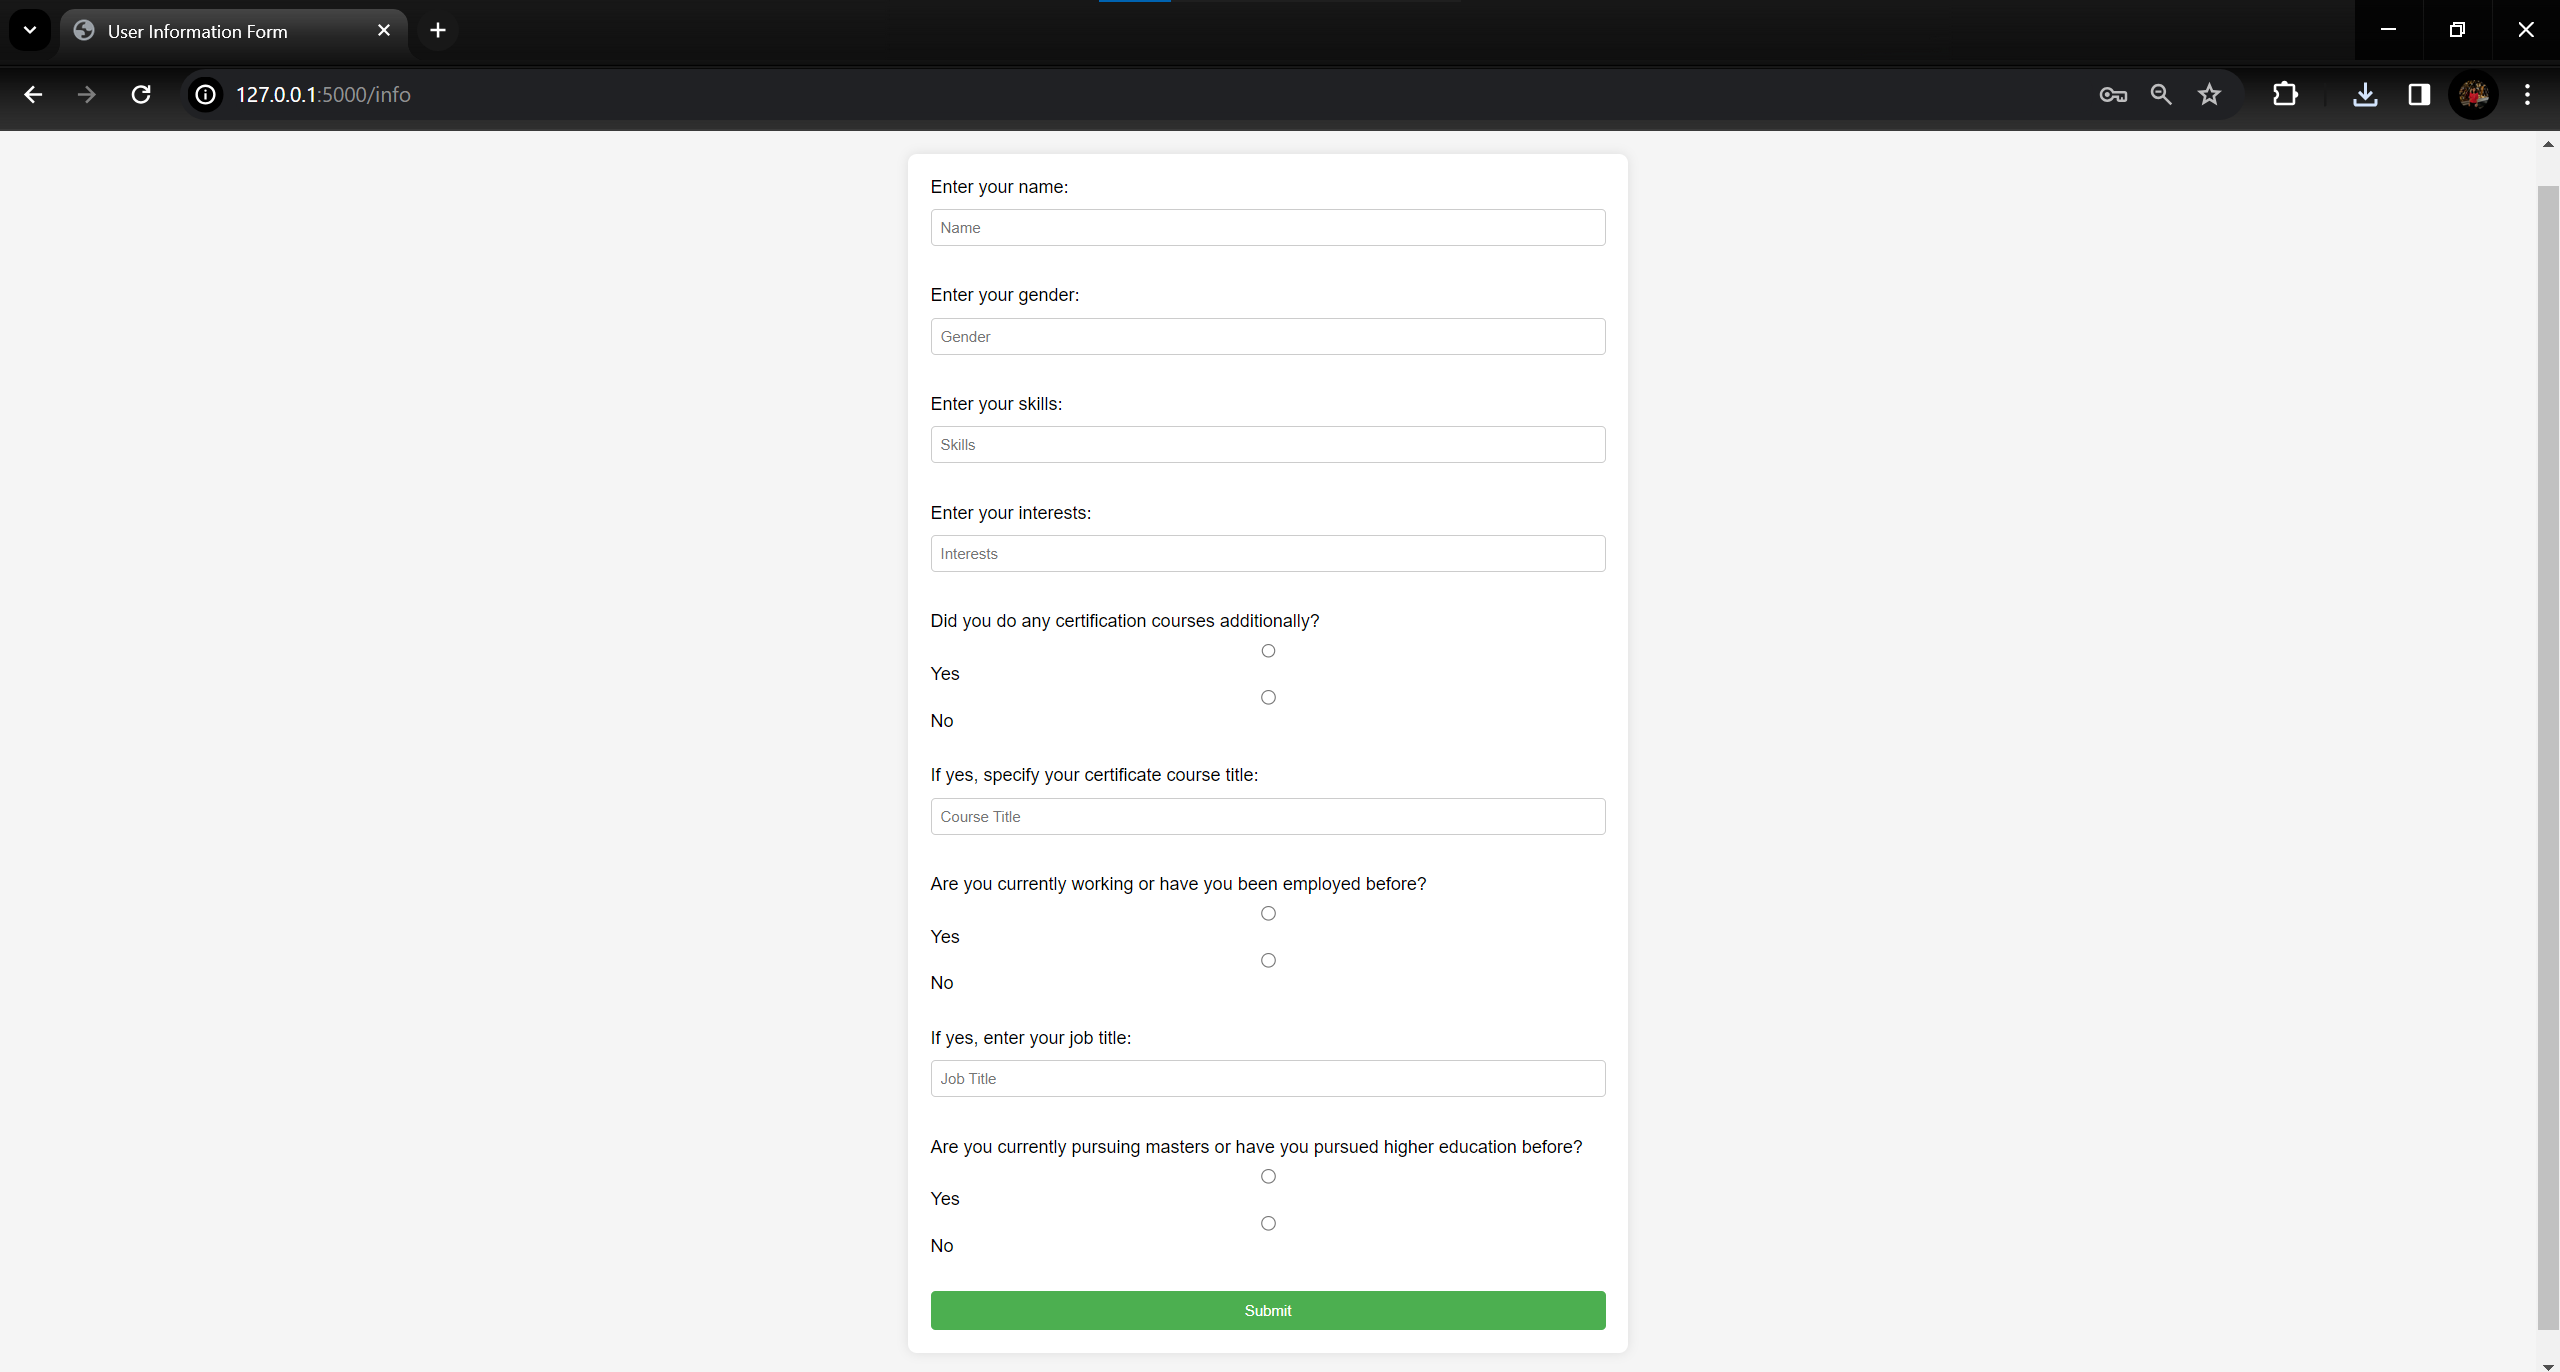 User Information Form
127.0.0.1:5000/info
Enter your name:
Name
Enter your gender:
Gender
Enter your skills:
Skills
Enter your interests:
Interests
Did you do any certification courses additionally?
Yes
No
If yes, specify your certificate course title:
Course Title
Are you currently working or have you been employed before?
Yes
No
If yes, enter your job title:
Job Title
Are you currently pursuing masters or have you pursued higher education before?
Yes
No
Submit